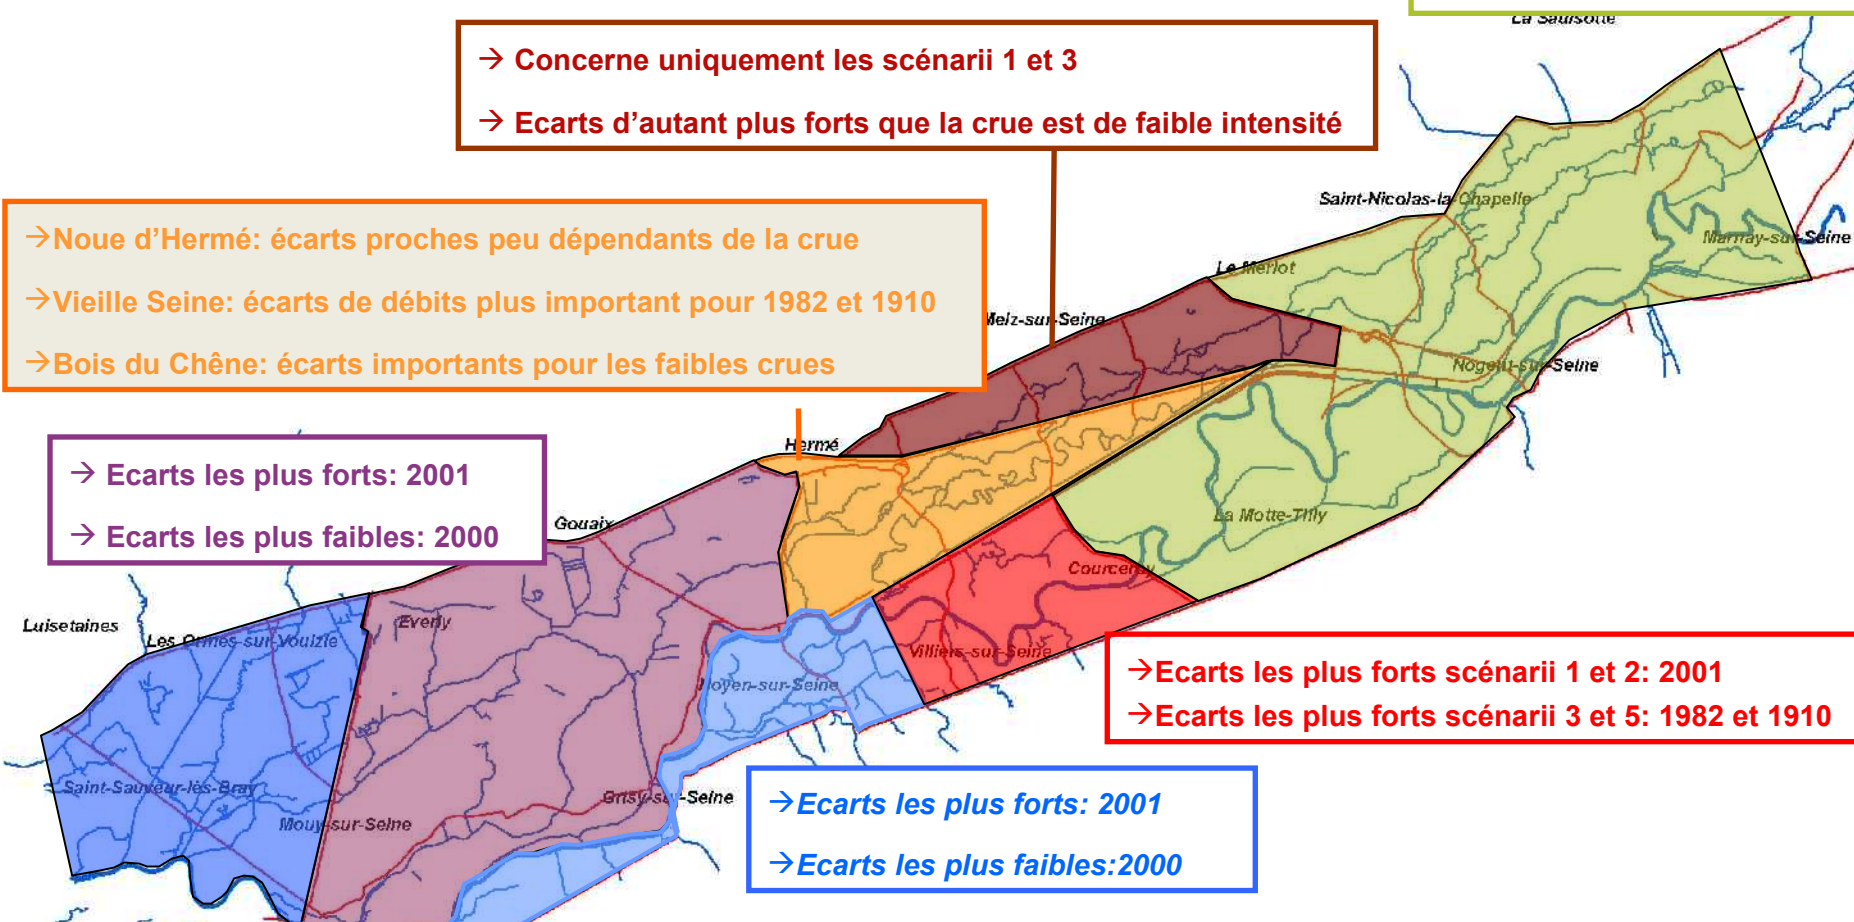 La Saulsotte
→ Concerne uniquement les scénarii 1 et 3
→ Ecarts d'autant plus forts que la crue est de faible intensité
Saint-Nicolas-la-Chapelle
Marnay-sur-Seine
→Noue d'Hermé: écarts proches peu dépendants de la crue
→Vieille Seine: écarts de débits plus important pour 1982 et 1910
→Bois du Chêne: écarts importants pour les faibles crues
Le Meriot
Melz-sur-Seine
Nogent-sur-Seine
Hermé
→ Ecarts les plus forts: 2001
→ Ecarts les plus faibles: 2000
Gouaix
La Motte-Tilly
Courceroy
Luisetaines
Les Ormes-sur-Voulzie
Everly
Villiers-sur-Seine
Noyen-sur-Seine
→Ecarts les plus forts scénarii 1 et 2: 2001
→Ecarts les plus forts scénarii 3 et 5: 1982 et 1910
Saint-Sauveur-lès-Bray
Grisy-sur-Seine
Mouy-sur-Seine
→Ecarts les plus forts: 2001
→Ecarts les plus faibles:2000